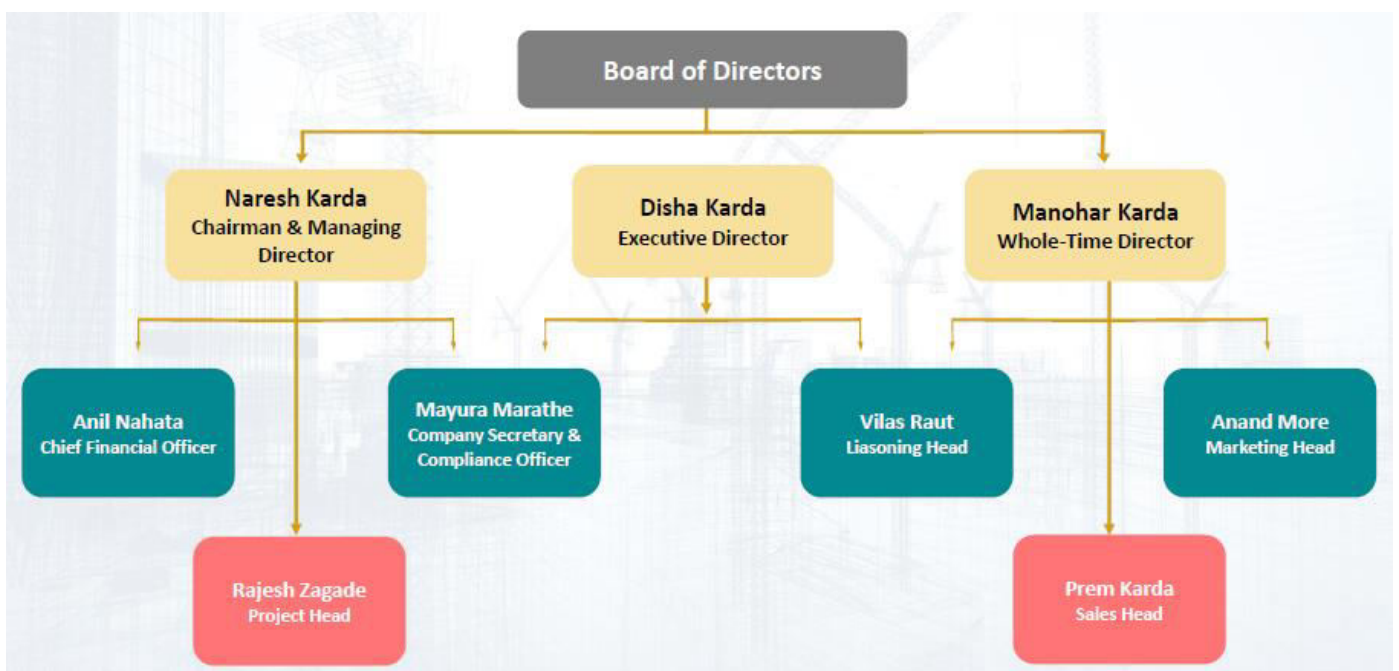 Board of Directors
Naresh Karda
Chairman & Managing
Director
Disha Karda
Executive Director
Manohar Karda
Whole-Time Director
Anil Nahata
Chief Financial Officer
Mayura Marathe
Company Secretary &
Compliance Officer
Vilas Raut
Liasoning Head
Anand More
Marketing Head
Rajesh Zagade
Project Head
Prem Karda
Sales Head